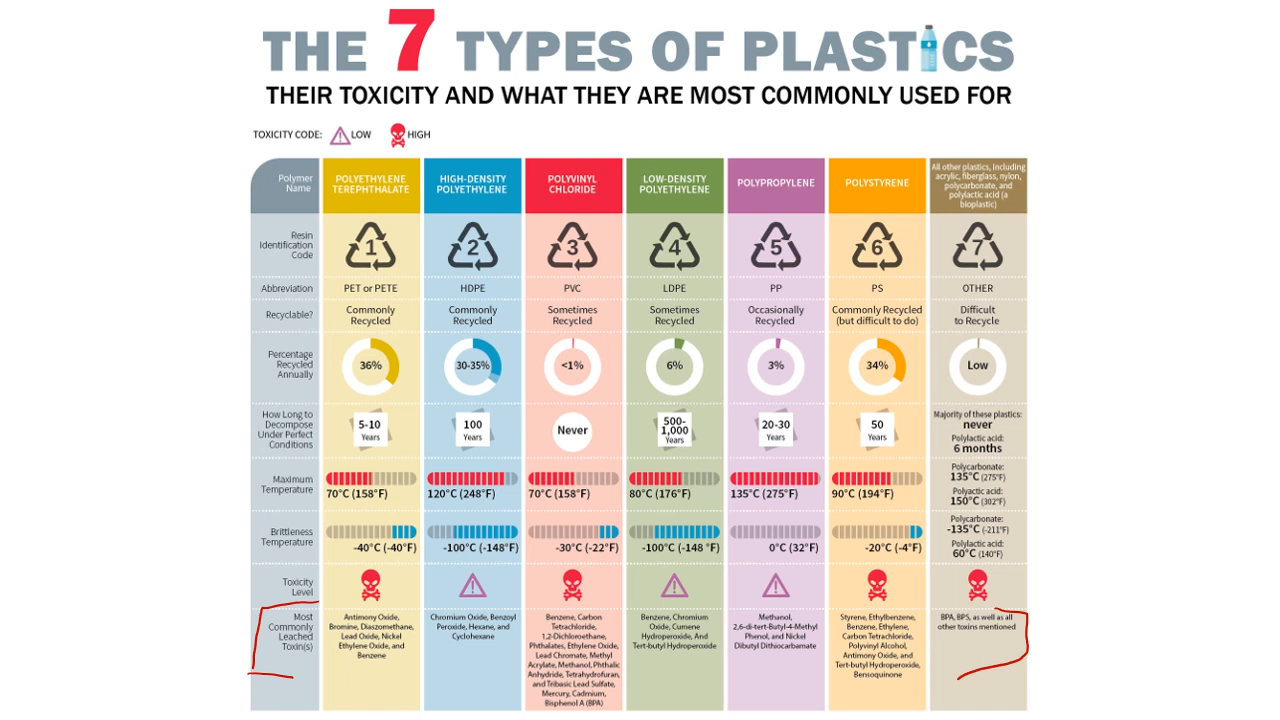 THE 7 TYPES OF PLASTICS
THEIR TOXICITY AND WHAT THEY ARE MOST COMMONLY USED FOR
TOXICITY CODE: LOW HIGH
Polymer
Name
POLYETHYLENE
TEREPHTHALATE
HIGH-DENSITY
POLYETHYLENE
POLYVINYL
CHLORIDE
LOW-DENSITY
POLYETHYLENE
POLYPROPYLENE
POLYSTYRENE
All other plastics, including
acrylic, fiberglass, nylon,
polycarbonate, and
polylactic acid (a
bioplastic)
Resin
Identification
Code
1
2
3
4
5
6
7
Abbreviation
PET or PETE
HDPE
PVC
LDPE
PP
PS
OTHER
Recyclable?
Commonly
Recycled
Commonly
Recycled
Sometimes
Recycled
Sometimes
Recycled
Occasionally
Recycled
Commonly Recycled
(but difficult to do)
Difficult
to Recycle
Percentage
Recycled
Annually
36%
30-35%
<1%
6%
3%
34%
Low
How Long to
Decompose
Under Perfect
Conditions
5-10
Years
100
Years
Never
500-
1,000
Years
20-30
Years
50
Years
Majority of these plastics:
never
Polylactic acid:
6 months
Maximum
Temperature
70°C (158°F)
120°C (248°F)
70°C (158°F)
80°C (176°F)
135°C (275°F)
90°C (194°F)
Polycarbonate:
135°C (275°F)
Polyactic acid:
150°C (302°F)
Brittleness
Temperature
-40°C (-40°F)
-100°C (-148°F)
-30°C (-22°F)
-100°C (-148 °F)
0°C (32°F)
-20°C (-4°F)
Polycarbonate:
-135°C (-211°F)
Polylactic acid:
60°C (140°F)
Toxicity
Level
Most
Commonly
Leached
Toxin(s)
Antimony Oxide,
Bromine, Diazomethane,
Lead Oxide, Nickel
Ethylene Oxide, and
Benzene
Chromium Oxide, Benzoyl
Peroxide, Hexane, and
Cyclohexane
Benzene, Carbon
Tetrachloride,
1,2-Dichloroethane,
Phthalates, Ethylene Oxide,
Lead Chromate, Methyl
Acrylate, Methanol, Phthalic
Anhydride, Tetrahydrofuran,
and Tribasic Lead Sulfate,
Mercury, Cadmium,
Bisphenol A (BPA)
Benzene, Chromium
Oxide, Cumene
Hydroperoxide, And
Tert-butyl Hydroperoxide
Methanol,
2,6-di-tert-Butyl-4-Methyl
Phenol, and Nickel
Dibutyl Dithiocarbamate
Styrene, Ethylbenzene,
Benzene, Ethylene,
Carbon Tetrachloride,
Polyvinyl Alcohol,
Antimony Oxide, and
Tert-butyl Hydroperoxide,
Bensoquinone
BPA, BPS, as well as all
other toxins mentioned